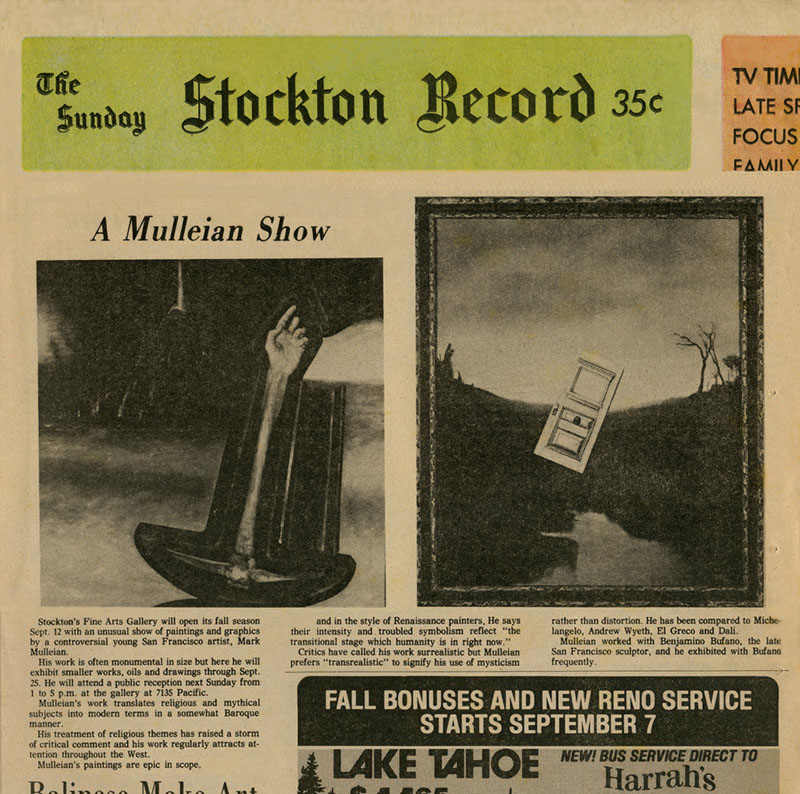 The
Sunday
Stockton Record 35¢
TV TIM
LATE SP
FOCUS
FAMILY
A Mulleian Show
Stockton's Fine Arts Gallery will open its fall season
Sept. 12 with an unusual show of paintings and graphics
by a controversial young San Francisco artist, Mark
Mulleian.
His work is often monumental in size but here he will
exhibit smaller works, oils and drawings through Sept.
25. He will attend a public reception next Sunday from
1 to 5 p.m. at the gallery at 7135 Pacific.
Mulleian's work translates religious and mythical
subjects into modern terms in a somewhat Baroque
manner.
His treatment of religious themes has raised a storm
of critical comment and his work regularly attracts at-
tention throughout the West.
Mulleian's paintings are epic in scope,
and in the style of Renaissance painters, He says
their intensity and troubled symbolism reflect "the
transitional stage which humanity is in right now."
Critics have called his work surrealistic but Mulleian
prefers "transrealistic" to signify his use of mysticism
rather than distortion. He has been compared to Miche-
langelo, Andrew Wyeth, El Greco and Dali.
Mulleian worked with Benjamino Bufano, the late
San Francisco sculptor, and he exhibited with Bufano
frequently.
Balinese Make Art
FALL BONUSES AND NEW RENO SERVICE
STARTS SEPTEMBER 7
LAKE TAHOE
NEW! BUS SERVICE DIRECT TO
Harrah's